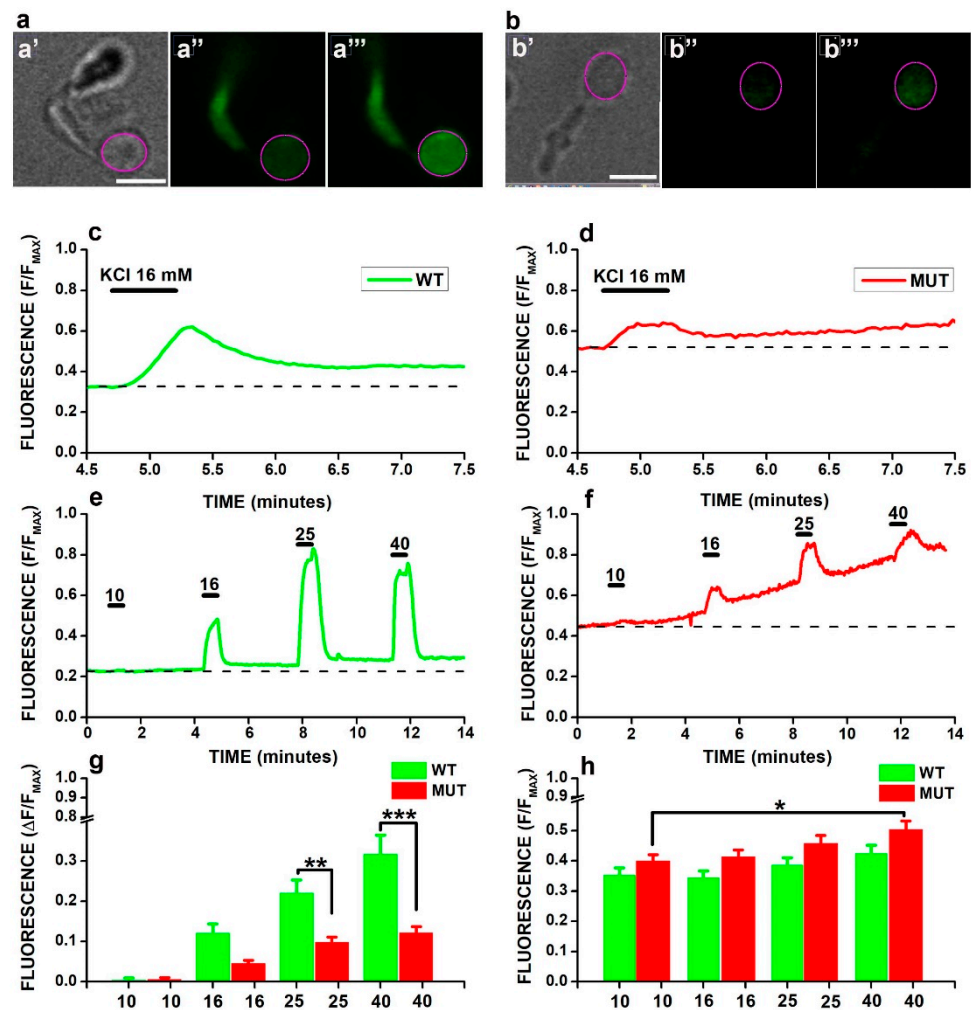 a
b
a'
a''
a'''
b'
b''
b'''
c
d
FLUORESCENCE (F/FMAX)
1.0
0.8
0.6
0.4
0.2
0.0
KCl 16 mM
WT
4.5 5.0 5.5 6.0 6.5 7.0 7.5
TIME (minutes)
FLUORESCENCE (F/FMAX)
1.0
0.8
0.6
0.4
0.2
0.0
KCl 16 mM
MUT
4.5 5.0 5.5 6.0 6.5 7.0 7.5
TIME (minutes)
e
f
FLUORESCENCE (F/FMAX)
1.0
0.8
0.6
0.4
0.2
0.0
10
16
25
40
0 2 4 6 8 10 12 14
TIME (minutes)
FLUORESCENCE (F/FMAX)
1.0
0.8
0.6
0.4
0.2
0.0
10
16
25
40
0 2 4 6 8 10 12 14
TIME (minutes)
g
h
FLUORESCENCE (ΔF/FMAX)
1.0
0.9
0.8
0.3
0.2
0.1
0.0
WT
MUT
**
***
10 10 16 16 25 25 40 40
FLUORESCENCE (F/FMAX)
1.0
0.9
0.8
0.5
0.4
0.3
0.2
0.1
0.0
WT
MUT
*
10 10 16 16 25 25 40 40